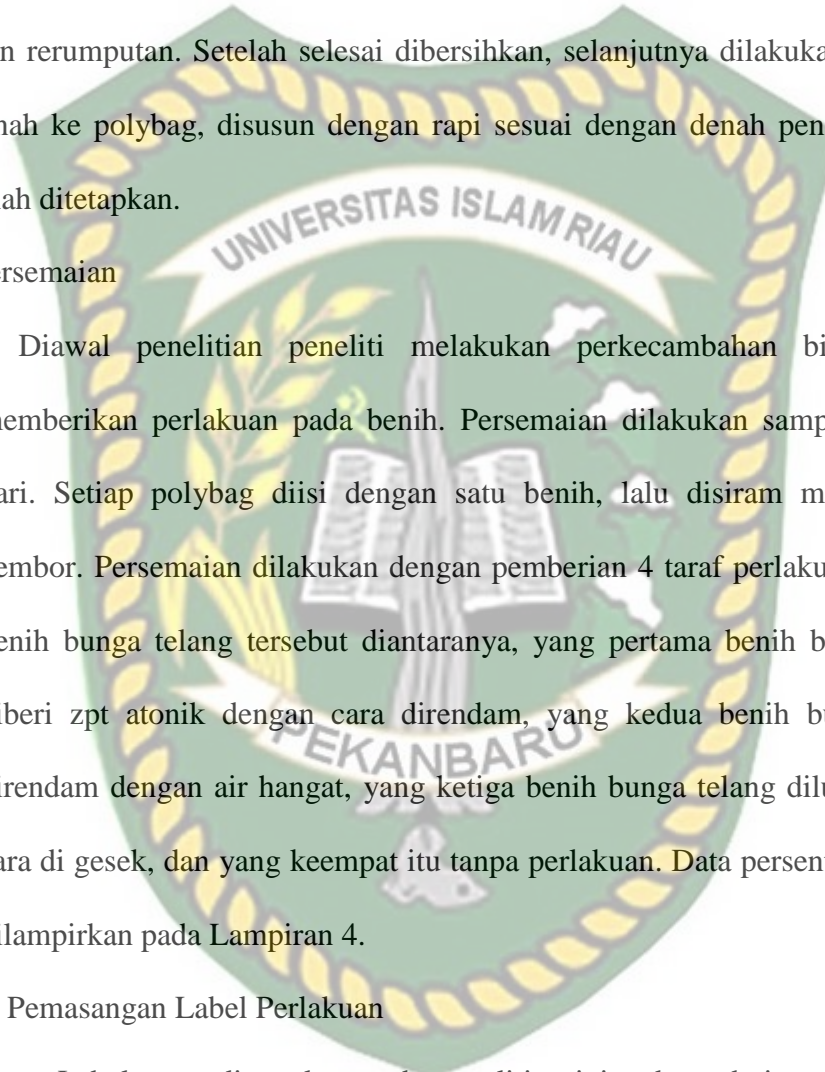 n rerumputan. Setelah selesai dibersihkan, selanjutnya dilakuka
nah ke polybag, disusun dengan rapi sesuai dengan denah pen
lah ditetapkan.
UNIVERSITAS ISLAM RIAU
ersemaian
Diawal penelitian peneliti melakukan perkecambahan bi
nemberikan perlakuan pada benih. Persemaian dilakukan samp
ari. Setiap polybag diisi dengan satu benih, lalu disiram m
embor. Persemaian dilakukan dengan pemberian 4 taraf perlaku
enih bunga telang tersebut diantaranya, yang pertama benih b
iberi zpt atonik dengan cara direndam, yang kedua benih bu
PEKANBARU
irendam dengan air hangat, yang ketiga benih bunga telang dilu
ara di gesek, dan yang keempat itu tanpa perlakuan. Data persent
ilampirkan pada Lampiran 4.
Pemasangan Label Perlakuan